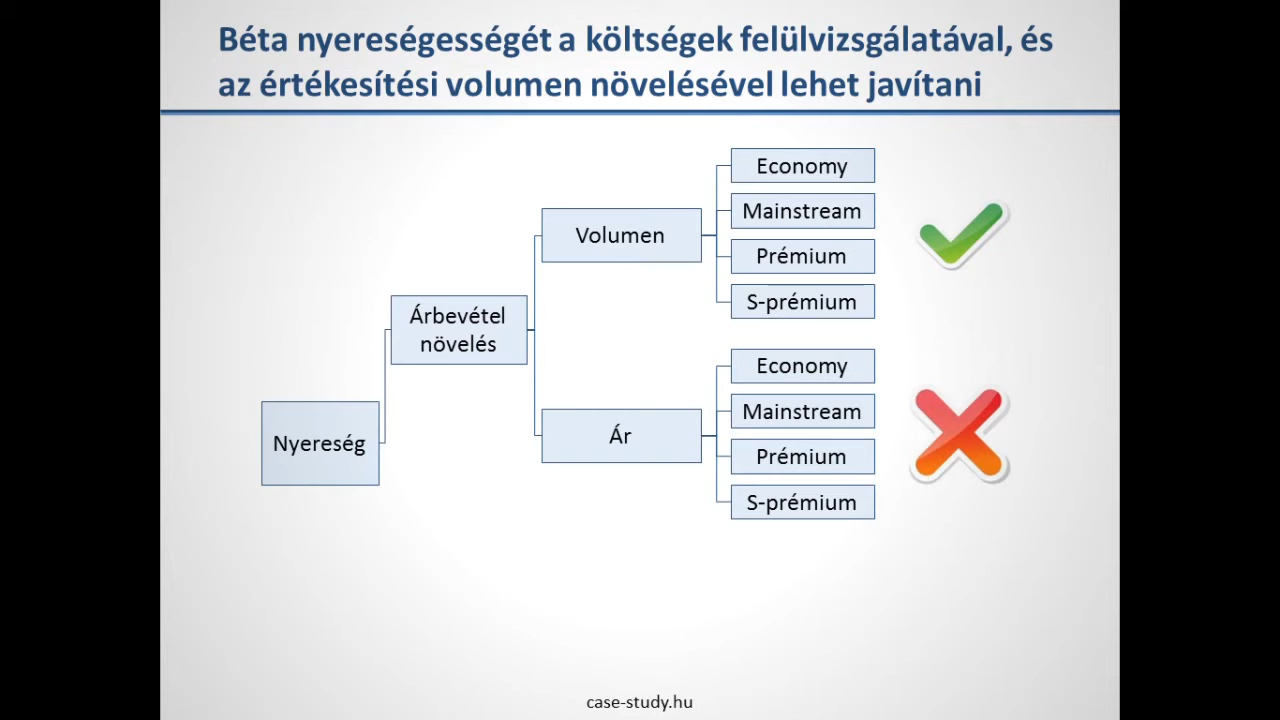 Béta nyereségességét a költségek felülvizsgálatával, és
az értékesítési volumen növelésével lehet javítani
Nyereség
Árbevétel
növelés
Volumen
Economy
Mainstream
Prémium
S-prémium
Ár
Economy
Mainstream
Prémium
S-prémium
case-study.hu